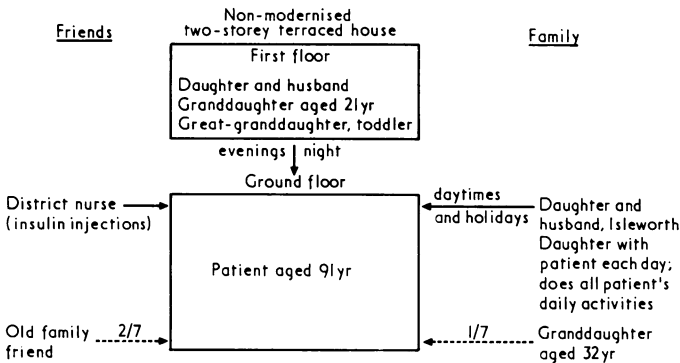 Non-modernised
two-storey terraced house
Friends
Family
First floor
Daughter and husband
Granddaughter aged 21yr
Great-granddaughter, toddler
evenings night
Ground floor
District nurse
(insulin injections)
daytimes
and holidays
Daughter and
husband, Isleworth
Daughter with
patient each day;
does all patient's
daily activities
Patient aged 91yr
Old family
friend
2/7
1/7
Granddaughter
aged 32yr